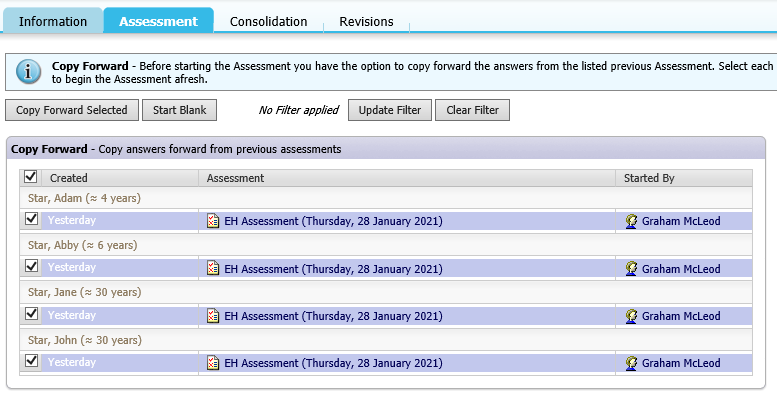 Information Assessment Consolidation Revisions
Copy Forward - Before starting the Assessment you have the option to copy forward the answers from the listed previous Assessment. Select each
to begin the Assessment afresh.
Copy Forward Selected Start Blank No Filter applied Update Filter Clear Filter
Copy Forward - Copy answers forward from previous assessments
Created Assessment Started By
Star, Adam (≈ 4 years)
Yesterday EH Assessment (Thursday, 28 January 2021) Graham McLeod
Star, Abby (≈ 6 years)
Yesterday EH Assessment (Thursday, 28 January 2021) Graham McLeod
Star, Jane (≈ 30 years)
Yesterday EH Assessment (Thursday, 28 January 2021) Graham McLeod
Star, John (≈ 30 years)
Yesterday EH Assessment (Thursday, 28 January 2021) Graham McLeod